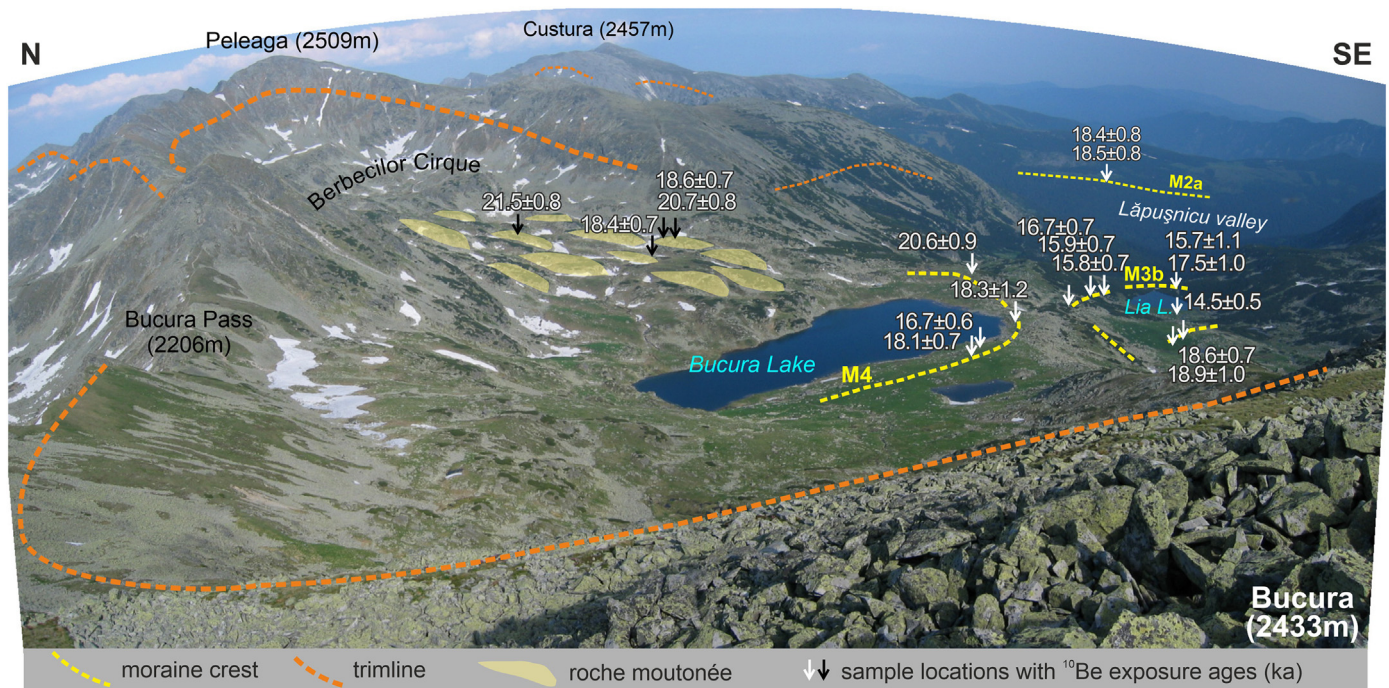 N
SE
Peleaga (2509m)
Custura (2457m)
Berbecilor Cirque
21.5±0.8
18.4±0.7
18.6±0.7
20.7±0.8
18.4±0.8
18.5±0.8
M2a
Lăpuşnicu valley
20.6±0.9
18.3±1.2
16.7±0.7
15.9±0.7
15.8±0.7
M3b
15.7±1.1
17.5±1.0
Lia L.
14.5±0.5
18.6±0.7
18.9±1.0
Bucura Pass
(2206m)
16.7±0.6
18.1±0.7
Bucura Lake
M4
Bucura
(2433m)
moraine crest
trimline
roche moutonée
sample locations with ¹⁰Be exposure ages (ka)